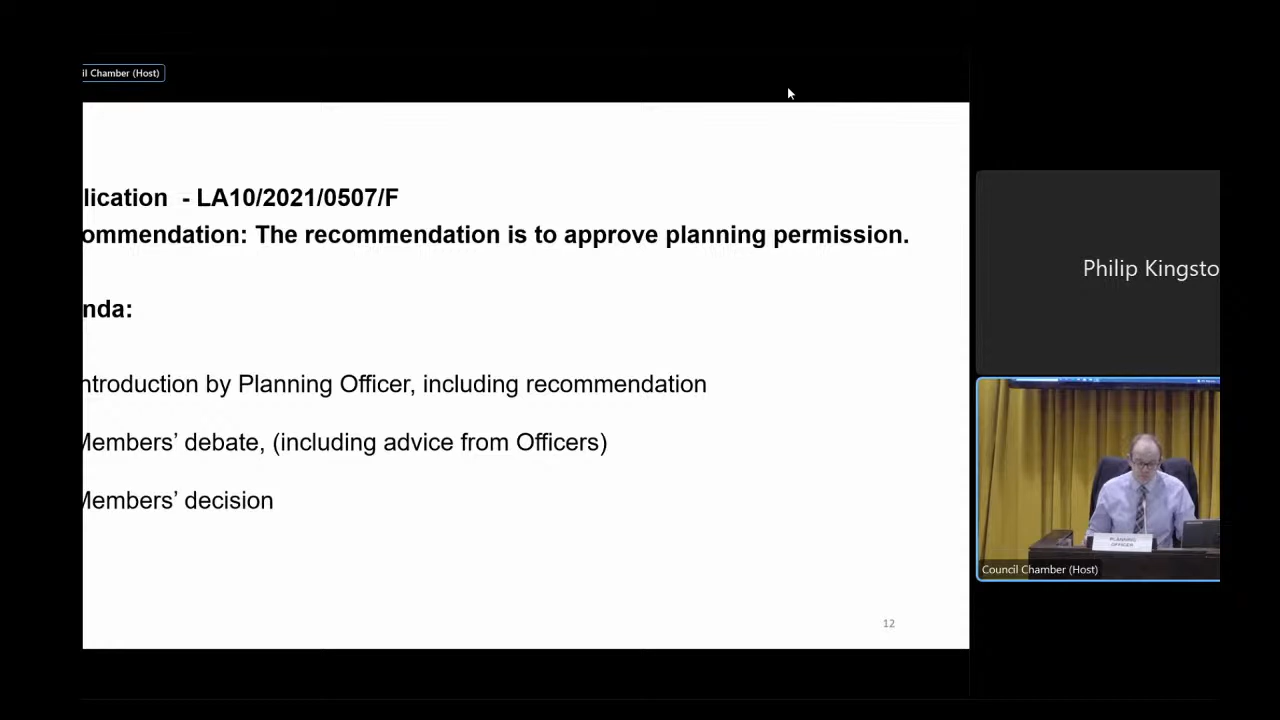 il Chamber (Host)
lication - LA10/2021/0507/F
ommendation: The recommendation is to approve planning permission.
nda:
ntroduction by Planning Officer, including recommendation
Members’ debate, (including advice from Officers)
Members’ decision
12
Philip Kingsto
PLANNING
OFFICER
Council Chamber (Host)